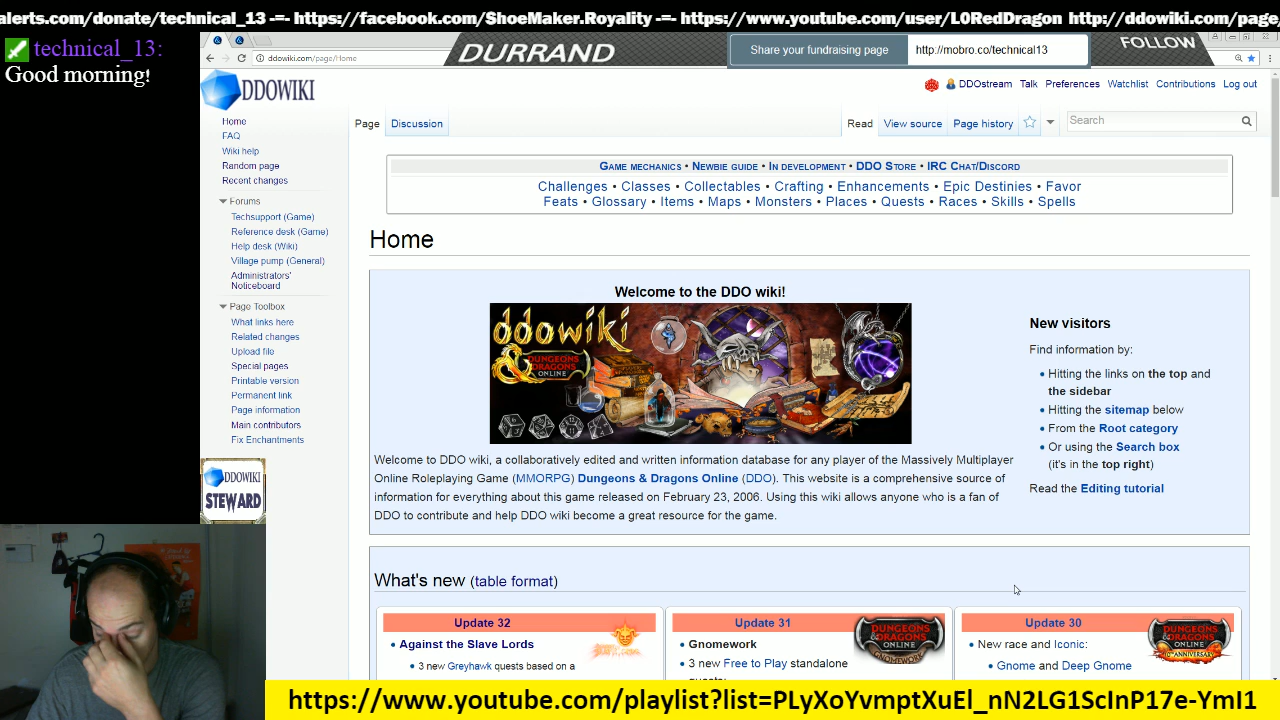 alerts.com/donate/technical_13 -=- https://facebook.com/ShoeMaker.Royality -=- https://www.youtube.com/user/L0RedDragon http://ddowiki.com/page/
technical_13:
Good morning!
DURRAND
Share your fundraising page
http://mobro.co/technical13
FOLLOW
ddowiki.com/page/Home
DDOWIKI
DDOstream Talk Preferences Watchlist Contributions Log out
Home
FAQ
Wiki help
Random page
Recent changes
Forums
Techsupport (Game)
Reference desk (Game)
Help desk (Wiki)
Village pump (General)
Administrators'
Noticeboard
Page Toolbox
What links here
Related changes
Upload file
Special pages
Printable version
Permanent link
Page information
Main contributors
Fix Enchantments
DDOWIKI
STEWARD
Page Discussion
Read View source Page history
Search
Game mechanics • Newbie guide • In development • DDO Store • IRC Chat/Discord
Challenges • Classes • Collectables • Crafting • Enhancements • Epic Destinies • Favor
Feats • Glossary • Items • Maps • Monsters • Places • Quests • Races • Skills • Spells
Home
Welcome to the DDO wiki!
ddowiki
DUNGEONS & DRAGONS
ONLINE
Welcome to DDO wiki, a collaboratively edited and written information database for any player of the Massively Multiplayer
Online Roleplaying Game (MMORPG) Dungeons & Dragons Online (DDO). This website is a comprehensive source of
information for everything about this game released on February 23, 2006. Using this wiki allows anyone who is a fan of
DDO to contribute and help DDO wiki become a great resource for the game.
New visitors
Find information by:
• Hitting the links on the top and
the sidebar
• Hitting the sitemap below
• From the Root category
• Or using the Search box
(it's in the top right)
Read the Editing tutorial
What's new (table format)
Update 32
• Against the Slave Lords
• 3 new Greyhawk quests based on a
Update 31
DUNGEONS & DRAGONS
GNOMEWORK
• Gnomework
• 3 new Free to Play standalone
quests:
Update 30
DUNGEONS & DRAGONS
10TH ANNIVERSARY
• New race and Iconic:
• Gnome and Deep Gnome
https://www.youtube.com/playlist?list=PLyXoYvmptXuEl_nN2LG1ScInP17e-YmI1